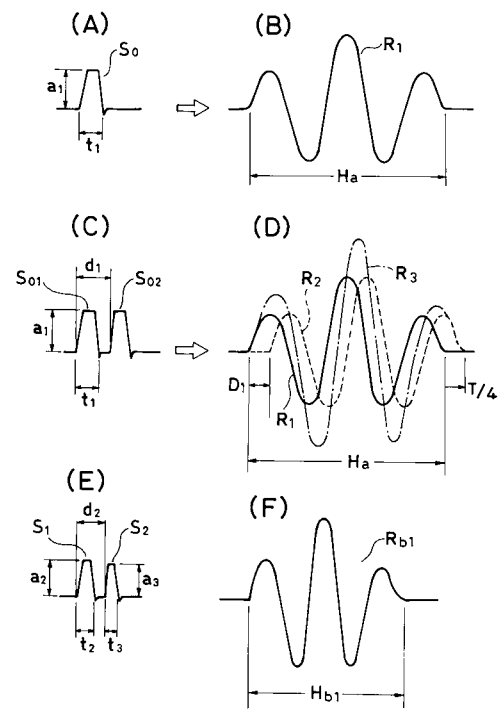 (A)
S0
a1
t1
(B)
R1
Ha
(C)
S01
d1
S02
a1
t1
(D)
R2
R3
D1
R1
T/4
Ha
(E)
S1
d2
S2
a2
a3
t2
t3
(F)
Rb1
Hb1